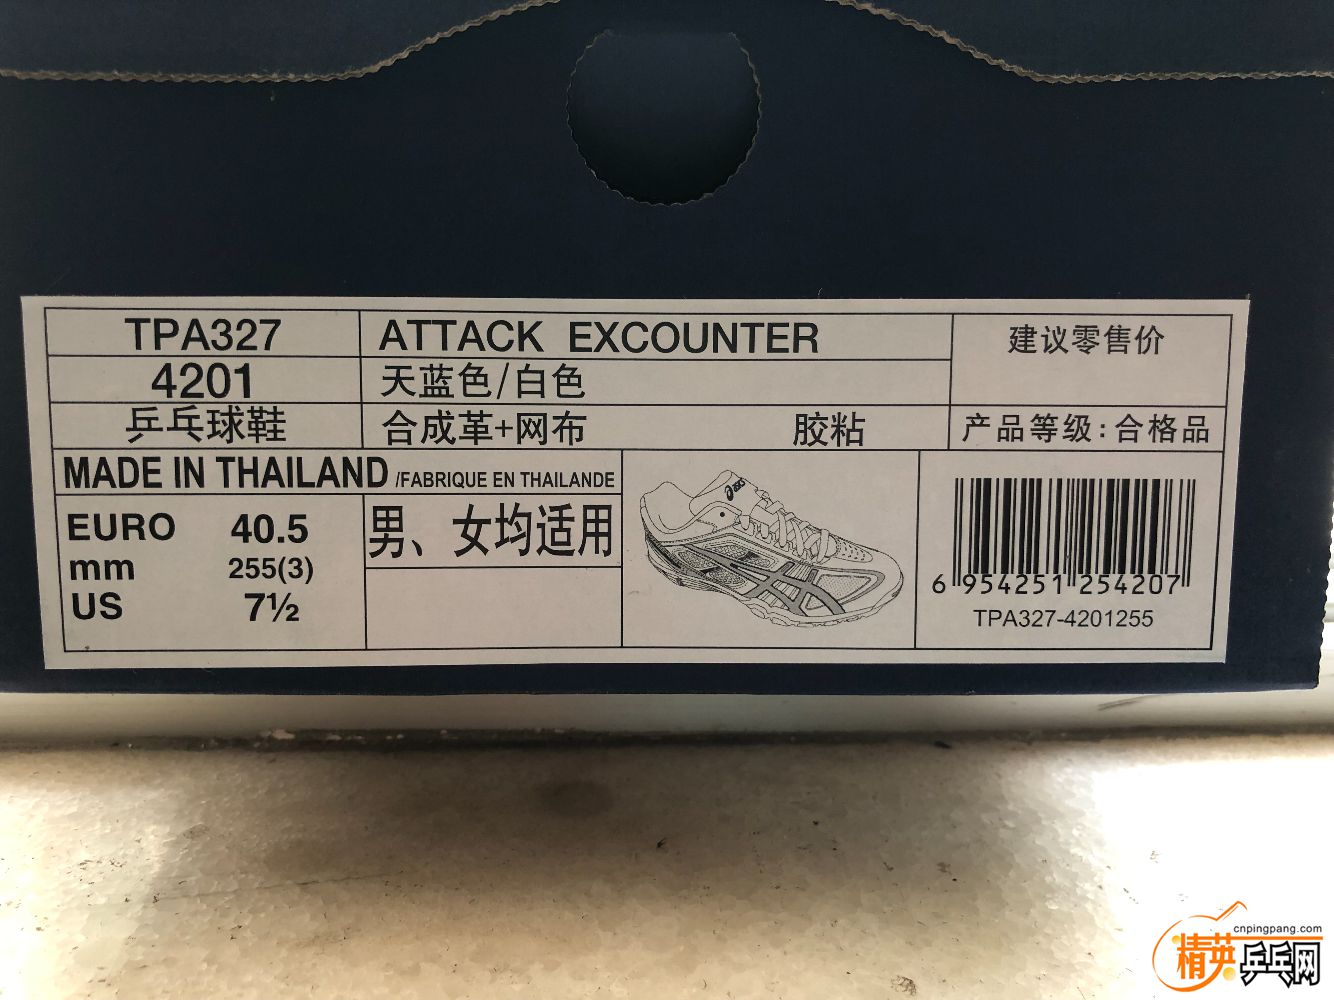 TPA327
ATTACK EXCOUNTER
建议零售价
4201
天蓝色/白色
乒乓球鞋
合成革+网布
胶粘
产品等级:合格品
MADE IN THAILAND /FABRIQUE EN THAILANDE
EURO 40.5
男、女均适用
mm 255(3)
US 7½
asics
6 954251 254207
TPA327-4201255
cnpingpang.com
精英乒乓网